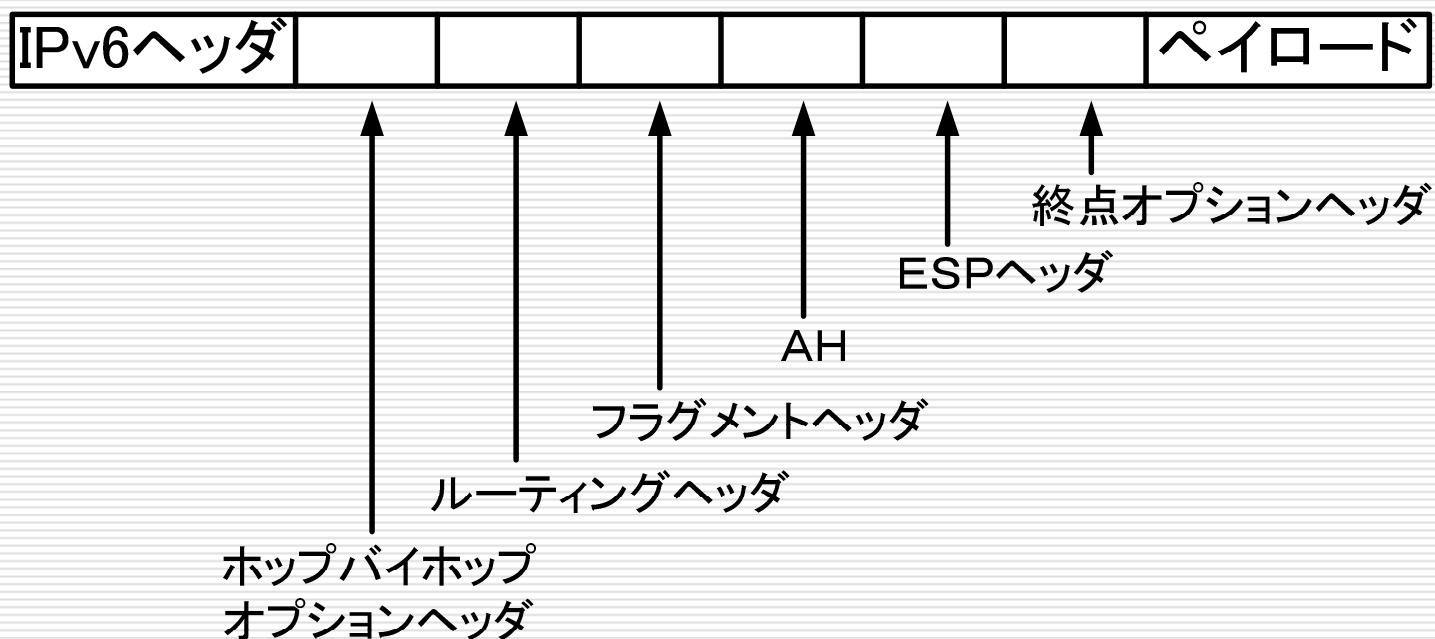 IPv6ヘッダ
ペイロード
終点オプションヘッダ
ESPヘッダ
AH
フラグメントヘッダ
ルーティングヘッダ
ホップバイホップ
オプションヘッダ